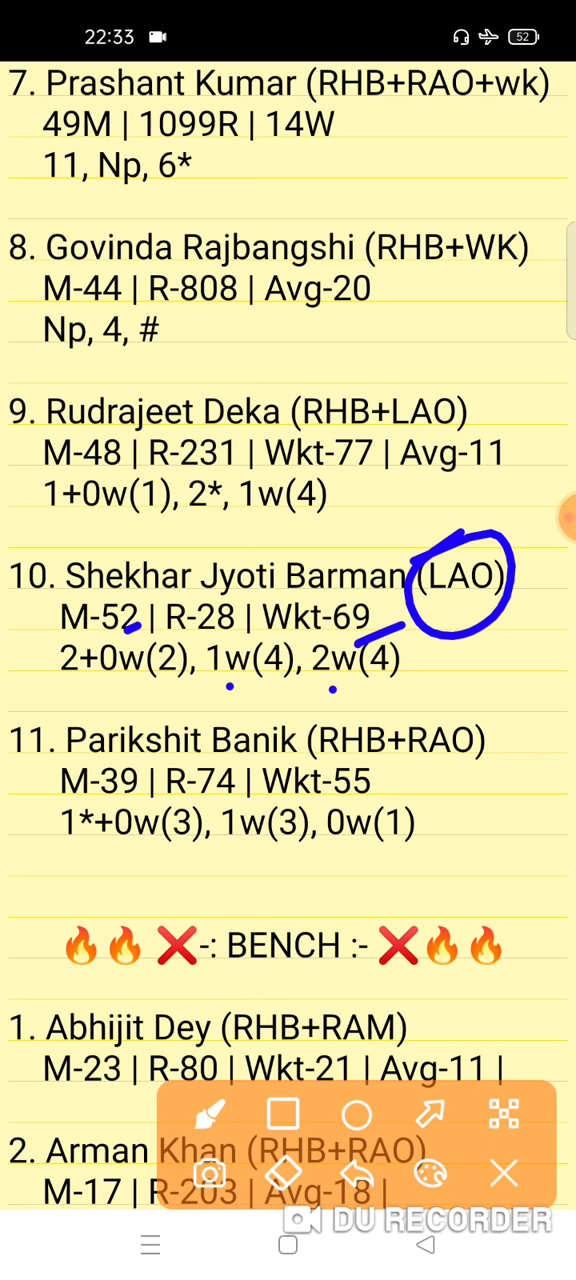 22:33
52
7. Prashant Kumar (RHB+RAO+wk)
49M | 1099R | 14W
11, Np, 6*
8. Govinda Rajbangshi (RHB+WK)
M-44 | R-808 | Avg-20
Np, 4, #
9. Rudrajeet Deka (RHB+LAO)
M-48 | R-231 | Wkt-77 | Avg-11
1+0w(1), 2*, 1w(4)
10. Shekhar Jyoti Barman (LAO)
M-52 | R-28 | Wkt-69
2+0w(2), 1w(4), 2w(4)
11. Parikshit Banik (RHB+RAO)
M-39 | R-74 | Wkt-55
1*+0w(3), 1w(3), 0w(1)
🔥🔥 ❌-: BENCH :- ❌🔥🔥
1. Abhijit Dey (RHB+RAM)
M-23 | R-80 | Wkt-21 | Avg-11 |
2. Arman Khan (RHB+RAO)
M-17 | R-203 | Avg-18 |
DU RECORDER